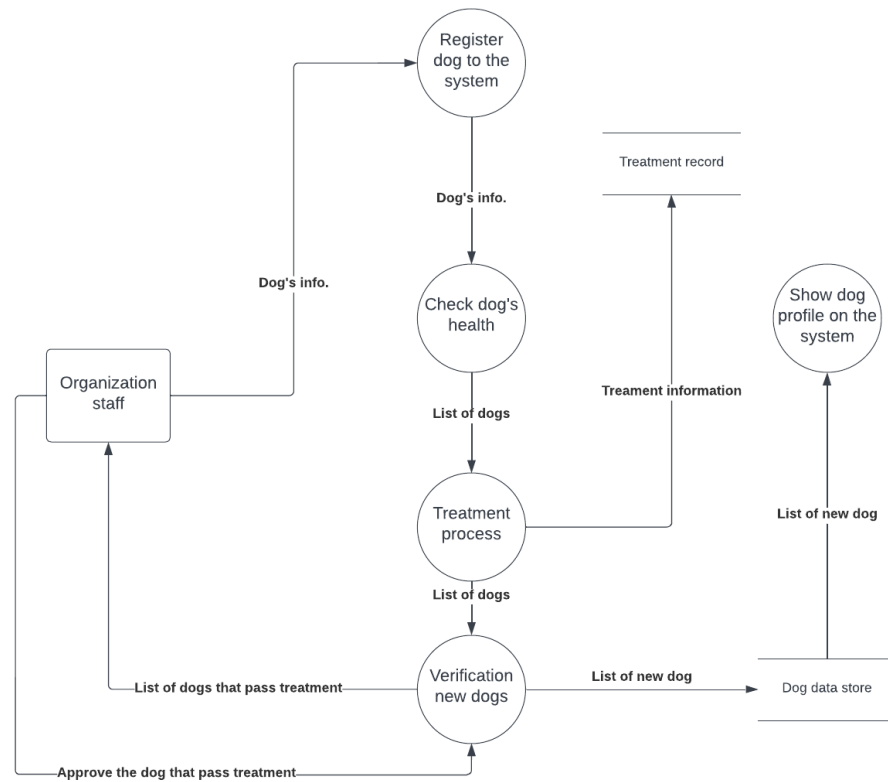 Register
dog to the
system
Treatment record
Dog's info.
Dog's info.
Check dog's
health
Show dog
profile on the
system
Organization
staff
Treament information
List of dogs
Treatment
process
List of new dog
List of dogs
Verification
new dogs
List of dogs that pass treatment
List of new dog
Dog data store
Approve the dog that pass treatment